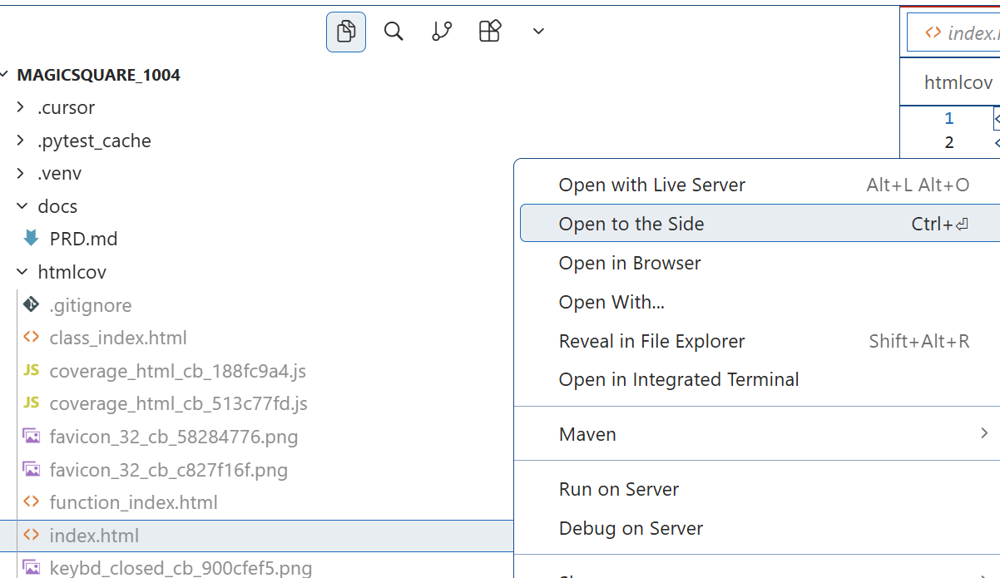 index.h
MAGICSQUARE_1004
htmlcov
.cursor
1
.pytest_cache
2
.venv
docs
PRD.md
htmlcov
.gitignore
class_index.html
JS coverage_html_cb_188fc9a4.js
JS coverage_html_cb_513c77fd.js
favicon_32_cb_58284776.png
favicon_32_cb_c827f16f.png
function_index.html
index.html
keybd_closed_cb_900cfef5.png
Open with Live Server Alt+L Alt+O
Open to the Side Ctrl+⏎
Open in Browser
Open With...
Reveal in File Explorer Shift+Alt+R
Open in Integrated Terminal
Maven
Run on Server
Debug on Server